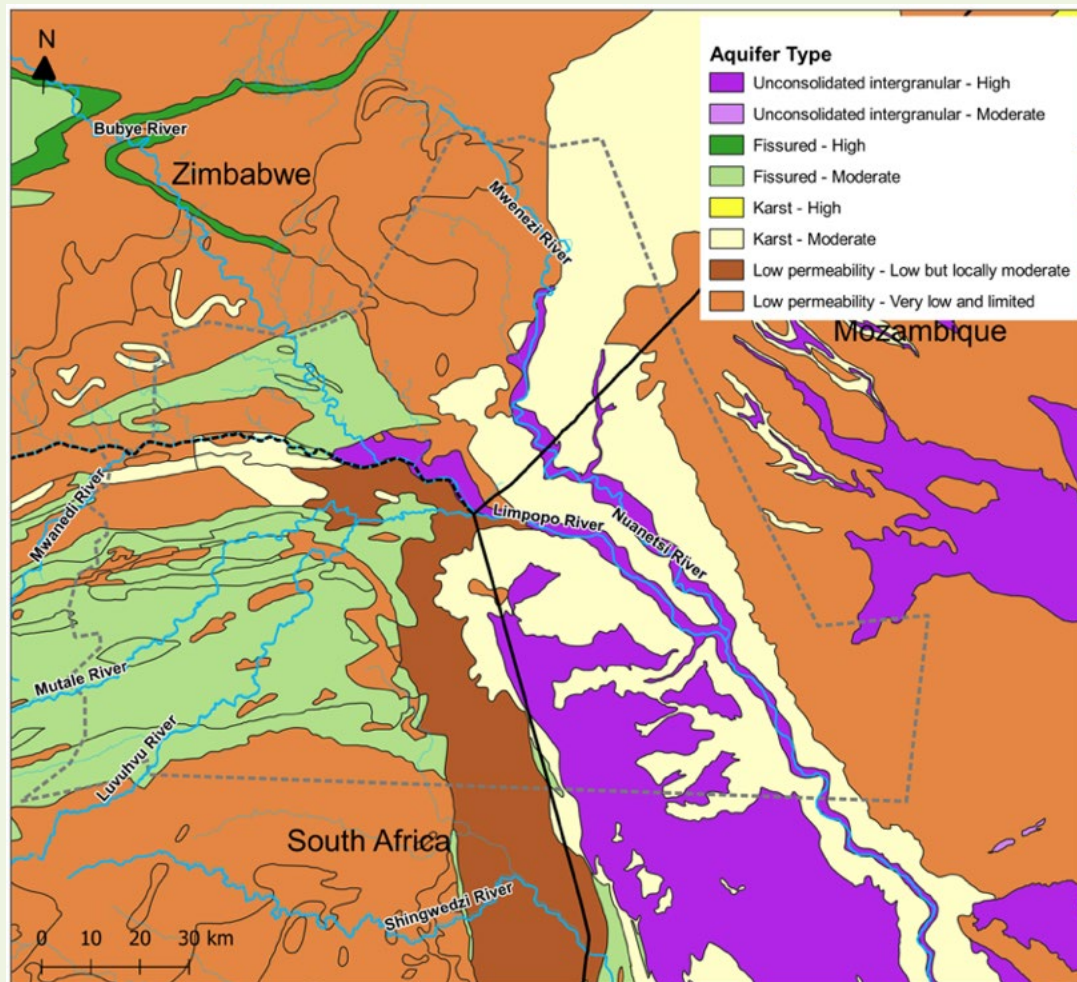 N
Aquifer Type
Unconsolidated intergranular - High
Unconsolidated intergranular - Moderate
Fissured - High
Fissured - Moderate
Karst - High
Karst - Moderate
Low permeability - Low but locally moderate
Low permeability - Very low and limited
Bubye River
Zimbabwe
Mwenezi River
Mozambique
Mwanedi River
Limpopo River
Nuanetsi River
Mutale River
Luvuhvu River
South Africa
Shingwedzi River
0 10 20 30 km